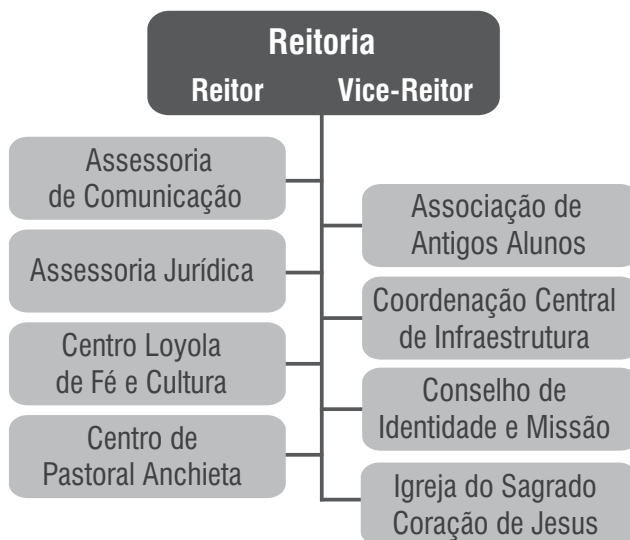 Reitoria
Reitor Vice-Reitor
Assessoria
de Comunicação
Assessoria Jurídica
Centro Loyola
de Fé e Cultura
Centro de
Pastoral Anchieta
Associação de
Antigos Alunos
Coordenação Central
de Infraestrutura
Conselho de
Identidade e Missão
Igreja do Sagrado
Coração de Jesus